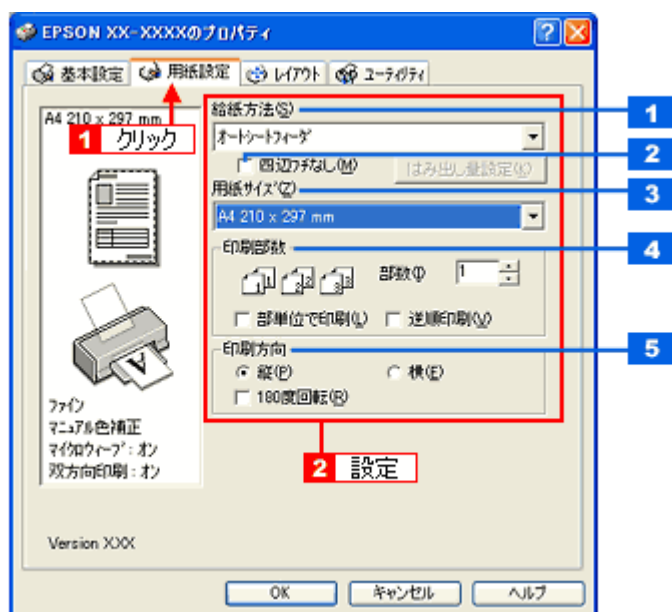 EPSON XX-XXXXのプロパティ
基本設定 用紙設定 レイアウト ユーティリティ
A4 210 x 297 mm
1 クリック
給紙方法(S)
1
オートシートフィーダ
2
四辺フチなし(M) はみ出し量設定(K)
用紙サイズ(Z)
3
A4 210 x 297 mm
印刷部数
4
1 1 2 2 3 3
部数(I) 1
部単位で印刷(L) 逆順印刷(V)
印刷方向
5
縦(P) 横(E)
180度回転(R)
2 設定
A
ファイン
マニュアル色補正
マイクロウィーブ：オン
双方向印刷：オン
Version XXX
OK キャンセル ヘルプ